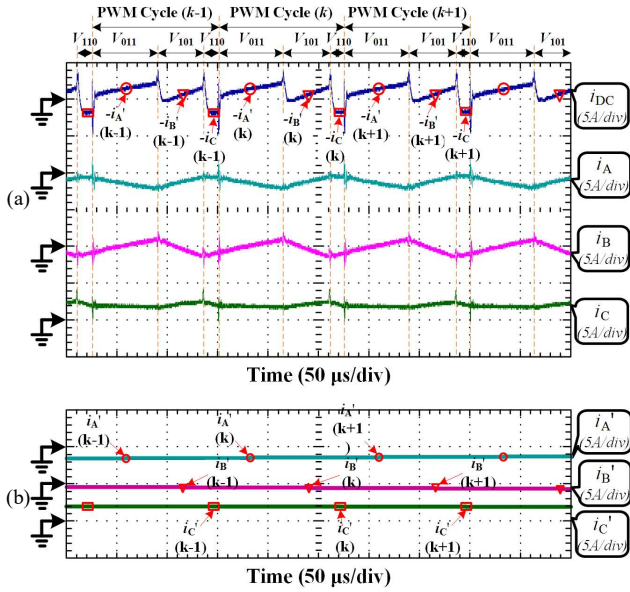 PWM Cycle (k-1) PWM Cycle (k) PWM Cycle (k+1)
V110 V011 V101 V110 V011 V101 V110 V011 V101 V110 V011 V101
iDC
(5A/div)
-iA'
(k-1)
-iB'
(k-1)
-iC'
(k-1)
-iA'
(k)
-iB'
(k)
-iC'
(k)
-iA'
(k+1)
-iB'
(k+1)
-iC'
(k+1)
iA
(5A/div)
(a)
iB
(5A/div)
iC
(5A/div)
Time (50 μs/div)
iA'
(k-1)
iA'
(k)
iA'
(k+1
)
iA'
(5A/div)
iB'
(k-1)
iB'
(k)
iB'
(k+1)
iB'
(5A/div)
(b)
iC'
(k-1)
iC'
(k)
iC'
(k+1)
iC'
(5A/div)
Time (50 μs/div)